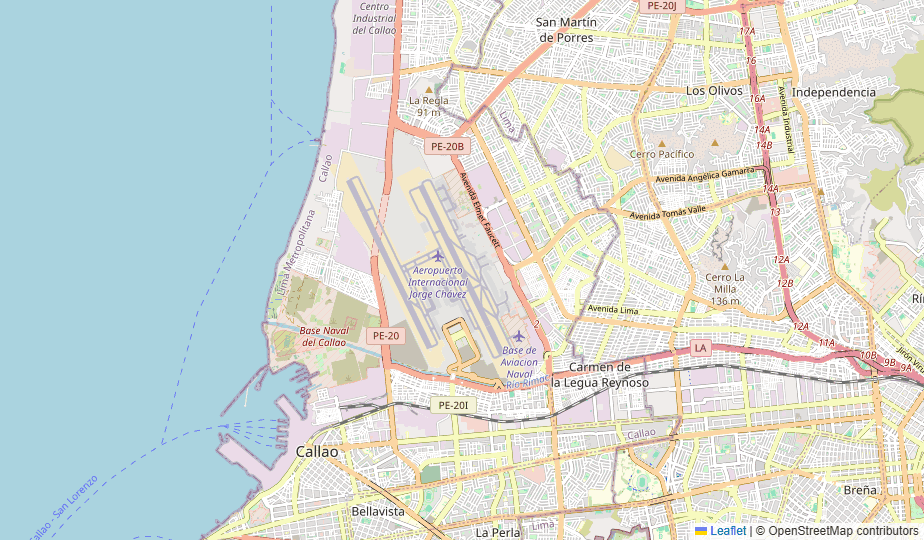 Centro
Industrial
del Callao
PE-20J
San Martín
de Porres
17A
16
La Regla
91 m
Los Olivos
16A
Independencia
Avenida Industrial
Lima
14A
14B
PE-20B
Cerro Pacífico
Callao
Avenida Elmer Faucett
Avenida Angélica Gamarra
14A
Lima Metropolitana
Avenida Tomás Valle
13
Aeropuerto
Internacional
Jorge Chávez
12A
Cerro La
Milla
136 m
12B
Avenida Lima
Base Naval
del Callao
PE-20
2
Base de
Aviacion
Naval
Río Rímac
LA
12A
11A
Jirón Vir
10B
9B
9A
Carmen de
la Legua Reynoso
PE-20I
Callao
Callao
Callao - San Lorenzo
Breña
Bellavista
La Perla
Lima
Leaflet | © OpenStreetMap contributors